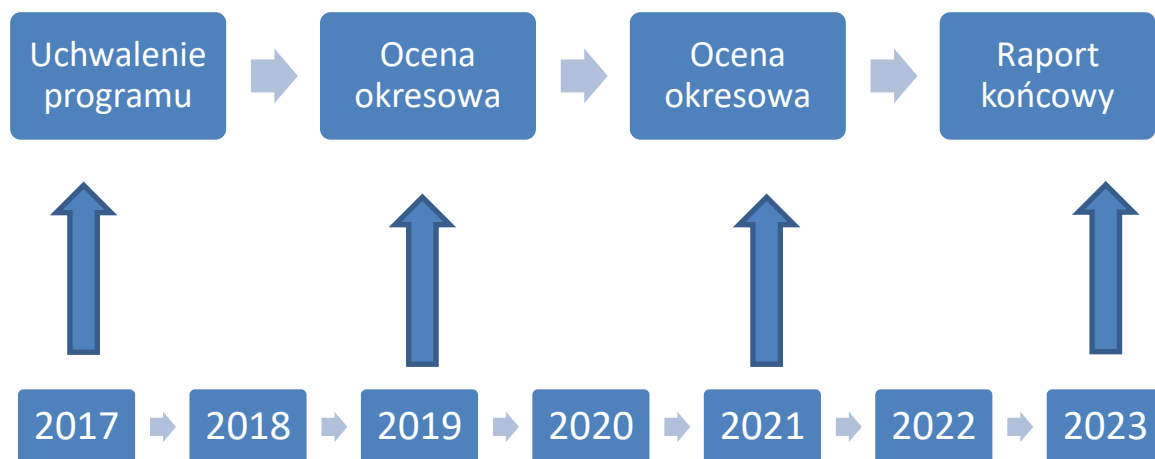 Uchwalenie
programu
Ocena
okresowa
Ocena
okresowa
Raport
końcowy
2017
2018
2019
2020
2021
2022
2023